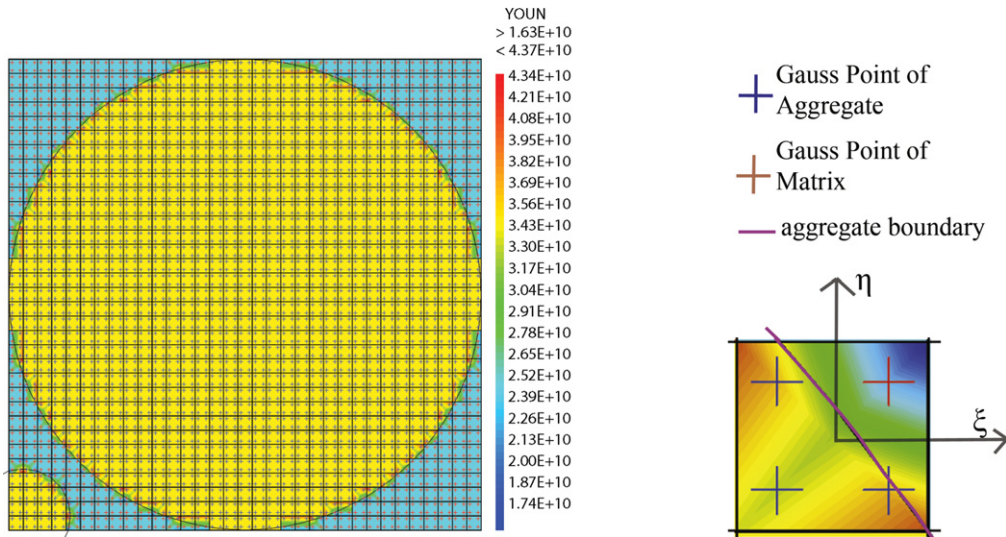 YOUN
> 1.63E+10
< 4.37E+10
4.34E+10
4.21E+10
4.08E+10
3.95E+10
3.82E+10
3.69E+10
3.56E+10
3.43E+10
3.17E+10
3.04E+10
2.91E+10
2.78E+10
2.65E+10
2.52E+10
2.39E+10
2.26E+10
2.13E+10
2.00E+10
1.87E+10
1.74E+10
Gauss Point of
Aggregate
Gauss Point of
Matrix
aggregate boundary
η
ξ